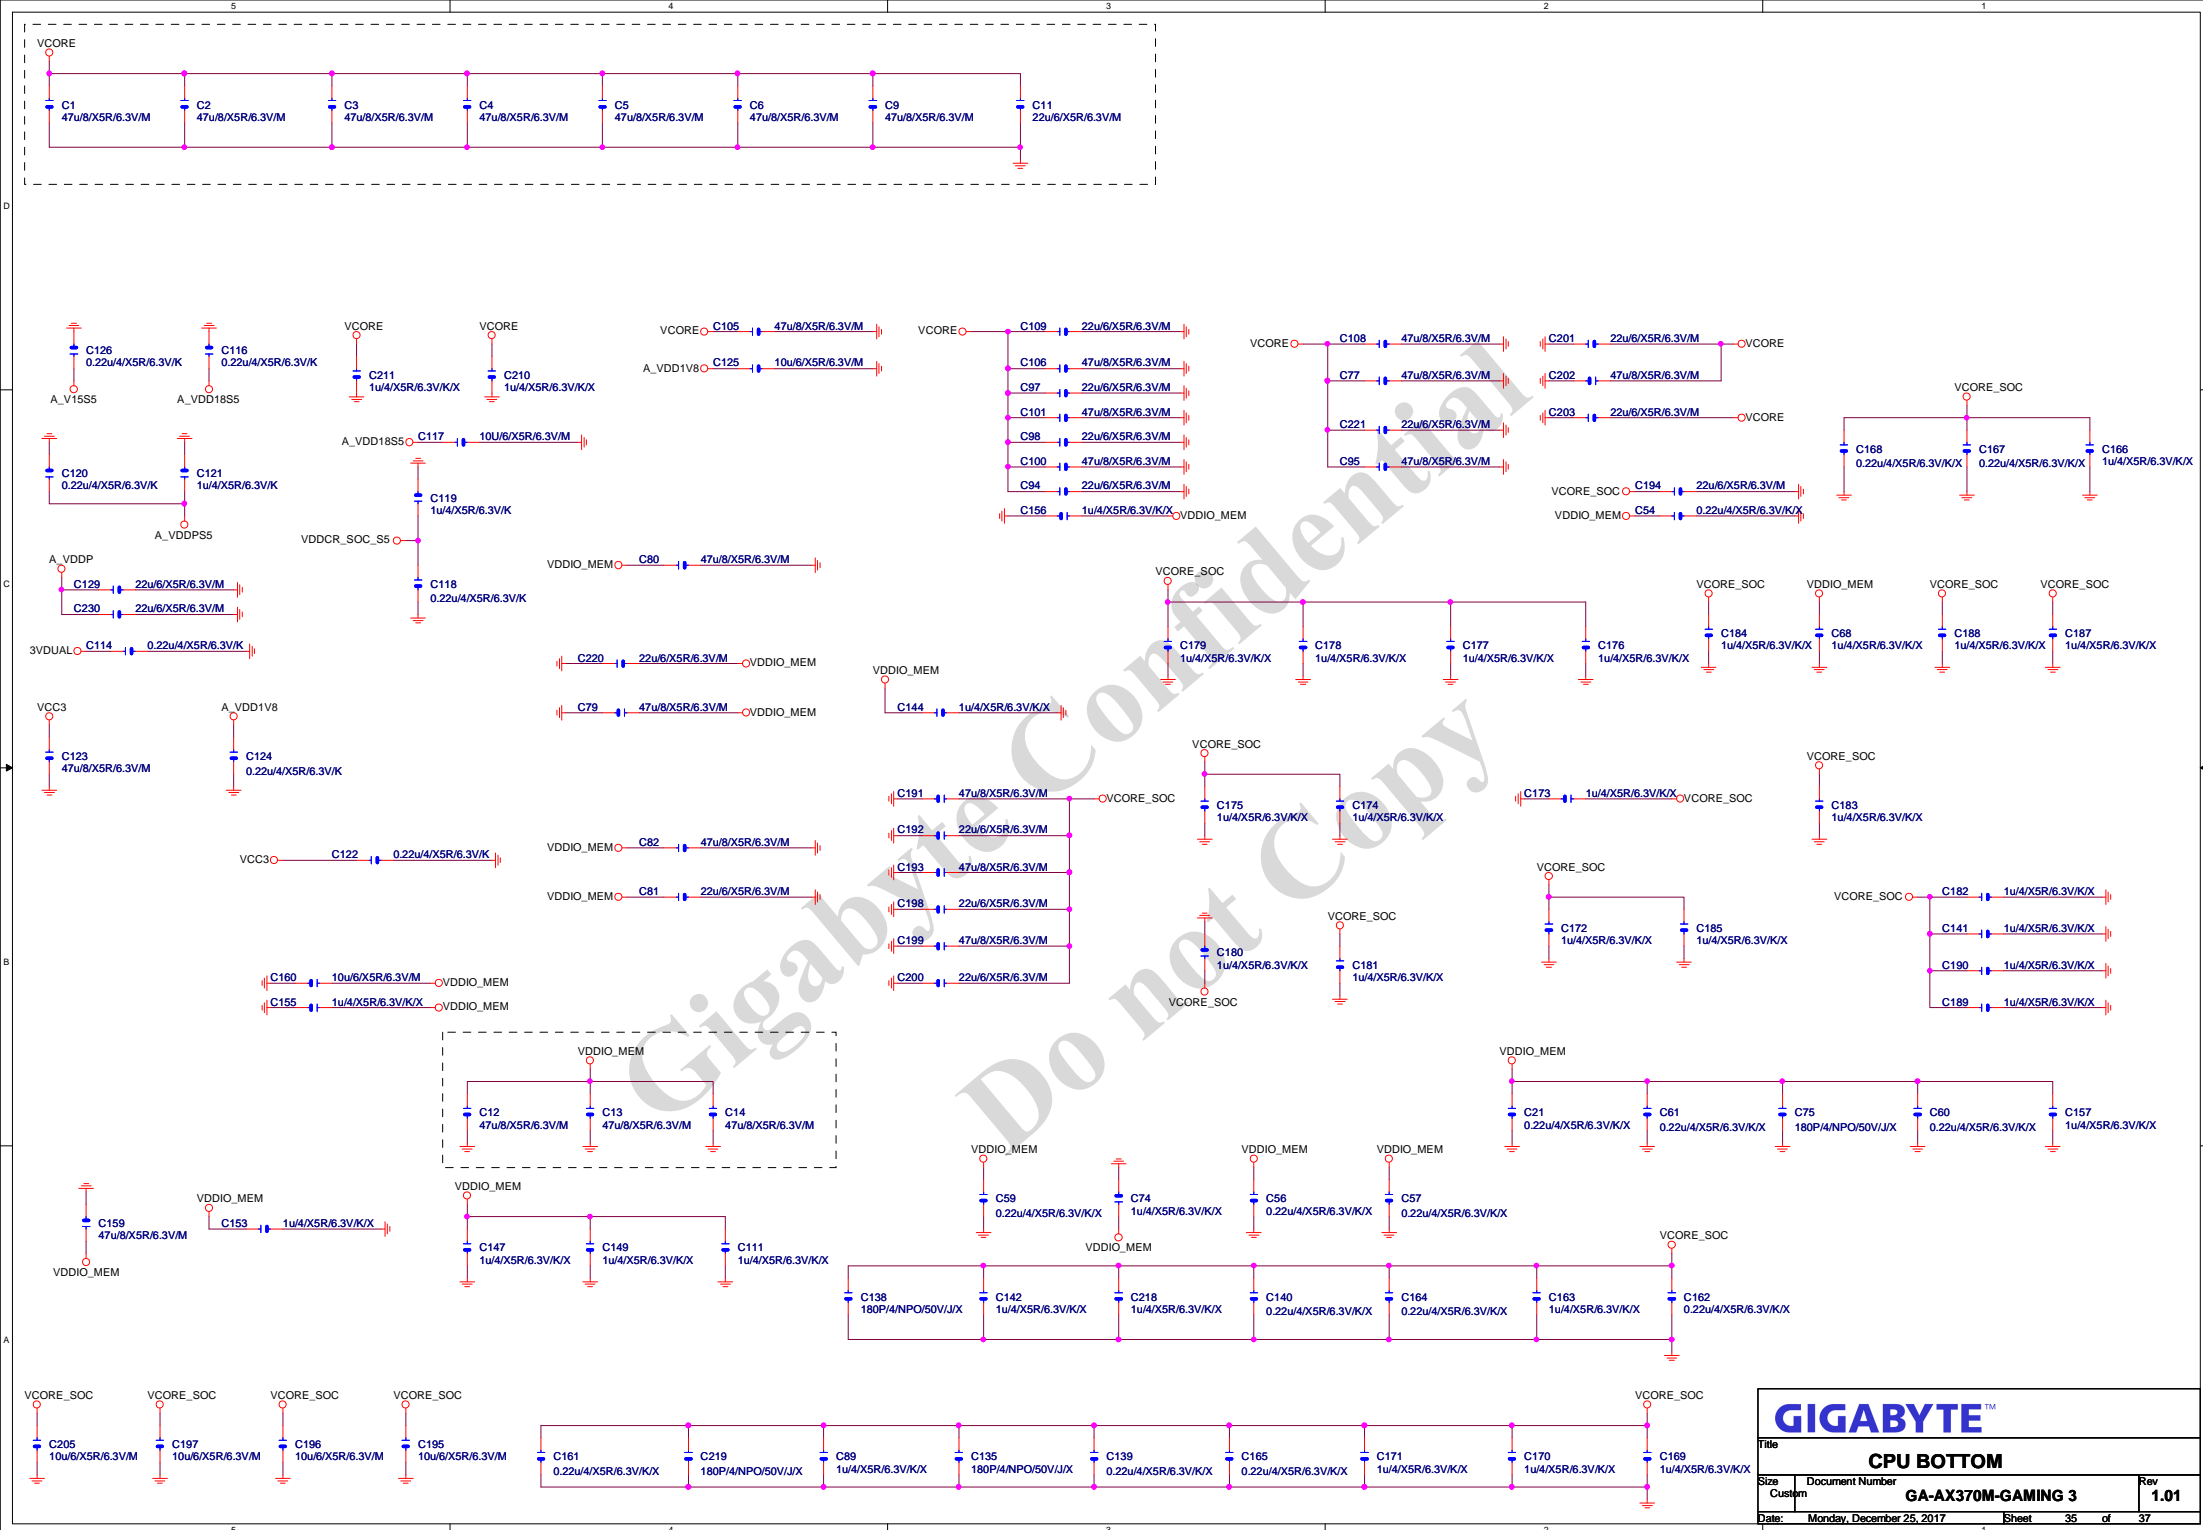 5 4 3 2 1
VCORE
C1 47u/8/X5R/6.3V/M
C2 47u/8/X5R/6.3V/M
C3 47u/8/X5R/6.3V/M
C4 47u/8/X5R/6.3V/M
C5 47u/8/X5R/6.3V/M
C6 47u/8/X5R/6.3V/M
C9 47u/8/X5R/6.3V/M
C11 22u/6/X5R/6.3V/M
D
C126 0.22u/4/X5R/6.3V/K
A_V15S5
C116 0.22u/4/X5R/6.3V/K
A_VDD18S5
VCORE
C211 1u/4/X5R/6.3V/K/X
VCORE
C210 1u/4/X5R/6.3V/K/X
VCORE C105 47u/8/X5R/6.3V/M
A_VDD1V8 C125 10u/6/X5R/6.3V/M
VCORE C109 22u/6/X5R/6.3V/M
C106 47u/8/X5R/6.3V/M
C97 22u/6/X5R/6.3V/M
C101 47u/8/X5R/6.3V/M
C98 22u/6/X5R/6.3V/M
C100 47u/8/X5R/6.3V/M
C94 22u/6/X5R/6.3V/M
C156 1u/4/X5R/6.3V/K/X VDDIO_MEM
VCORE C108 47u/8/X5R/6.3V/M
C77 47u/8/X5R/6.3V/M
C221 22u/6/X5R/6.3V/M
C95 47u/8/X5R/6.3V/M
C201 22u/6/X5R/6.3V/M VCORE
C202 47u/8/X5R/6.3V/M
C203 22u/6/X5R/6.3V/M VCORE
VCORE_SOC C194 22u/6/X5R/6.3V/M
VDDIO_MEM C54 0.22u/4/X5R/6.3V/K/X
VCORE_SOC
C168 0.22u/4/X5R/6.3V/K/X
C167 0.22u/4/X5R/6.3V/K/X
C166 1u/4/X5R/6.3V/K/X
C120 0.22u/4/X5R/6.3V/K
C121 1u/4/X5R/6.3V/K
A_VDDPS5
A_VDD18S5 C117 10U/6/X5R/6.3V/M
C119 1u/4/X5R/6.3V/K
VDDCR_SOC_S5
C118 0.22u/4/X5R/6.3V/K
C
A_VDDP
C129 22u/6/X5R/6.3V/M
C230 22u/6/X5R/6.3V/M
3VDUAL C114 0.22u/4/X5R/6.3V/K
VDDIO_MEM C80 47u/8/X5R/6.3V/M
C220 22u/6/X5R/6.3V/M VDDIO_MEM
C79 47u/8/X5R/6.3V/M VDDIO_MEM
VDDIO_MEM
C144 1u/4/X5R/6.3V/K/X
VCORE_SOC
C179 1u/4/X5R/6.3V/K/X
C178 1u/4/X5R/6.3V/K/X
C177 1u/4/X5R/6.3V/K/X
C176 1u/4/X5R/6.3V/K/X
VCORE_SOC
C184 1u/4/X5R/6.3V/K/X
VDDIO_MEM
C68 1u/4/X5R/6.3V/K/X
VCORE_SOC
C188 1u/4/X5R/6.3V/K/X
VCORE_SOC
C187 1u/4/X5R/6.3V/K/X
VCC3
C123 47u/8/X5R/6.3V/M
A_VDD1V8
C124 0.22u/4/X5R/6.3V/K
VCC3 C122 0.22u/4/X5R/6.3V/K
VDDIO_MEM C82 47u/8/X5R/6.3V/M
VDDIO_MEM C81 22u/6/X5R/6.3V/M
C191 47u/8/X5R/6.3V/M VCORE_SOC
C192 22u/6/X5R/6.3V/M
C193 47u/8/X5R/6.3V/M
C198 22u/6/X5R/6.3V/M
C199 47u/8/X5R/6.3V/M
C200 22u/6/X5R/6.3V/M
VCORE_SOC
C175 1u/4/X5R/6.3V/K/X
C174 1u/4/X5R/6.3V/K/X
C173 1u/4/X5R/6.3V/K/X VCORE_SOC
VCORE_SOC
C183 1u/4/X5R/6.3V/K/X
C180 1u/4/X5R/6.3V/K/X
VCORE_SOC
VCORE_SOC
C181 1u/4/X5R/6.3V/K/X
VCORE_SOC
C172 1u/4/X5R/6.3V/K/X
C185 1u/4/X5R/6.3V/K/X
VCORE_SOC C182 1u/4/X5R/6.3V/K/X
C141 1u/4/X5R/6.3V/K/X
C190 1u/4/X5R/6.3V/K/X
C189 1u/4/X5R/6.3V/K/X
B
C160 10u/6/X5R/6.3V/M VDDIO_MEM
C155 1u/4/X5R/6.3V/K/X VDDIO_MEM
VDDIO_MEM
C12 47u/8/X5R/6.3V/M
C13 47u/8/X5R/6.3V/M
C14 47u/8/X5R/6.3V/M
VDDIO_MEM
C21 0.22u/4/X5R/6.3V/K/X
C61 0.22u/4/X5R/6.3V/K/X
C75 180P/4/NPO/50V/J/X
C60 0.22u/4/X5R/6.3V/K/X
C157 1u/4/X5R/6.3V/K/X
C159 47u/8/X5R/6.3V/M
VDDIO_MEM
VDDIO_MEM
C153 1u/4/X5R/6.3V/K/X
VDDIO_MEM
C147 1u/4/X5R/6.3V/K/X
C149 1u/4/X5R/6.3V/K/X
C111 1u/4/X5R/6.3V/K/X
VDDIO_MEM
C59 0.22u/4/X5R/6.3V/K/X
C74 1u/4/X5R/6.3V/K/X
VDDIO_MEM
VDDIO_MEM
C56 0.22u/4/X5R/6.3V/K/X
VDDIO_MEM
C57 0.22u/4/X5R/6.3V/K/X
VCORE_SOC
C138 180P/4/NPO/50V/J/X
C142 1u/4/X5R/6.3V/K/X
C218 1u/4/X5R/6.3V/K/X
C140 0.22u/4/X5R/6.3V/K/X
C164 0.22u/4/X5R/6.3V/K/X
C163 1u/4/X5R/6.3V/K/X
C162 0.22u/4/X5R/6.3V/K/X
A
VCORE_SOC
C205 10u/6/X5R/6.3V/M
VCORE_SOC
C197 10u/6/X5R/6.3V/M
VCORE_SOC
C196 10u/6/X5R/6.3V/M
VCORE_SOC
C195 10u/6/X5R/6.3V/M
VCORE_SOC
C161 0.22u/4/X5R/6.3V/K/X
C219 180P/4/NPO/50V/J/X
C89 1u/4/X5R/6.3V/K/X
C135 180P/4/NPO/50V/J/X
C139 0.22u/4/X5R/6.3V/K/X
C165 0.22u/4/X5R/6.3V/K/X
C171 1u/4/X5R/6.3V/K/X
C170 1u/4/X5R/6.3V/K/X
C169 1u/4/X5R/6.3V/K/X
Gigabyte Confidential
Do not Copy
GIGABYTE™
Title
CPU BOTTOM
Size Document Number Rev
Custom GA-AX370M-GAMING 3 1.01
Date: Monday, December 25, 2017 Sheet 35 of 37
5 4 3 2 1